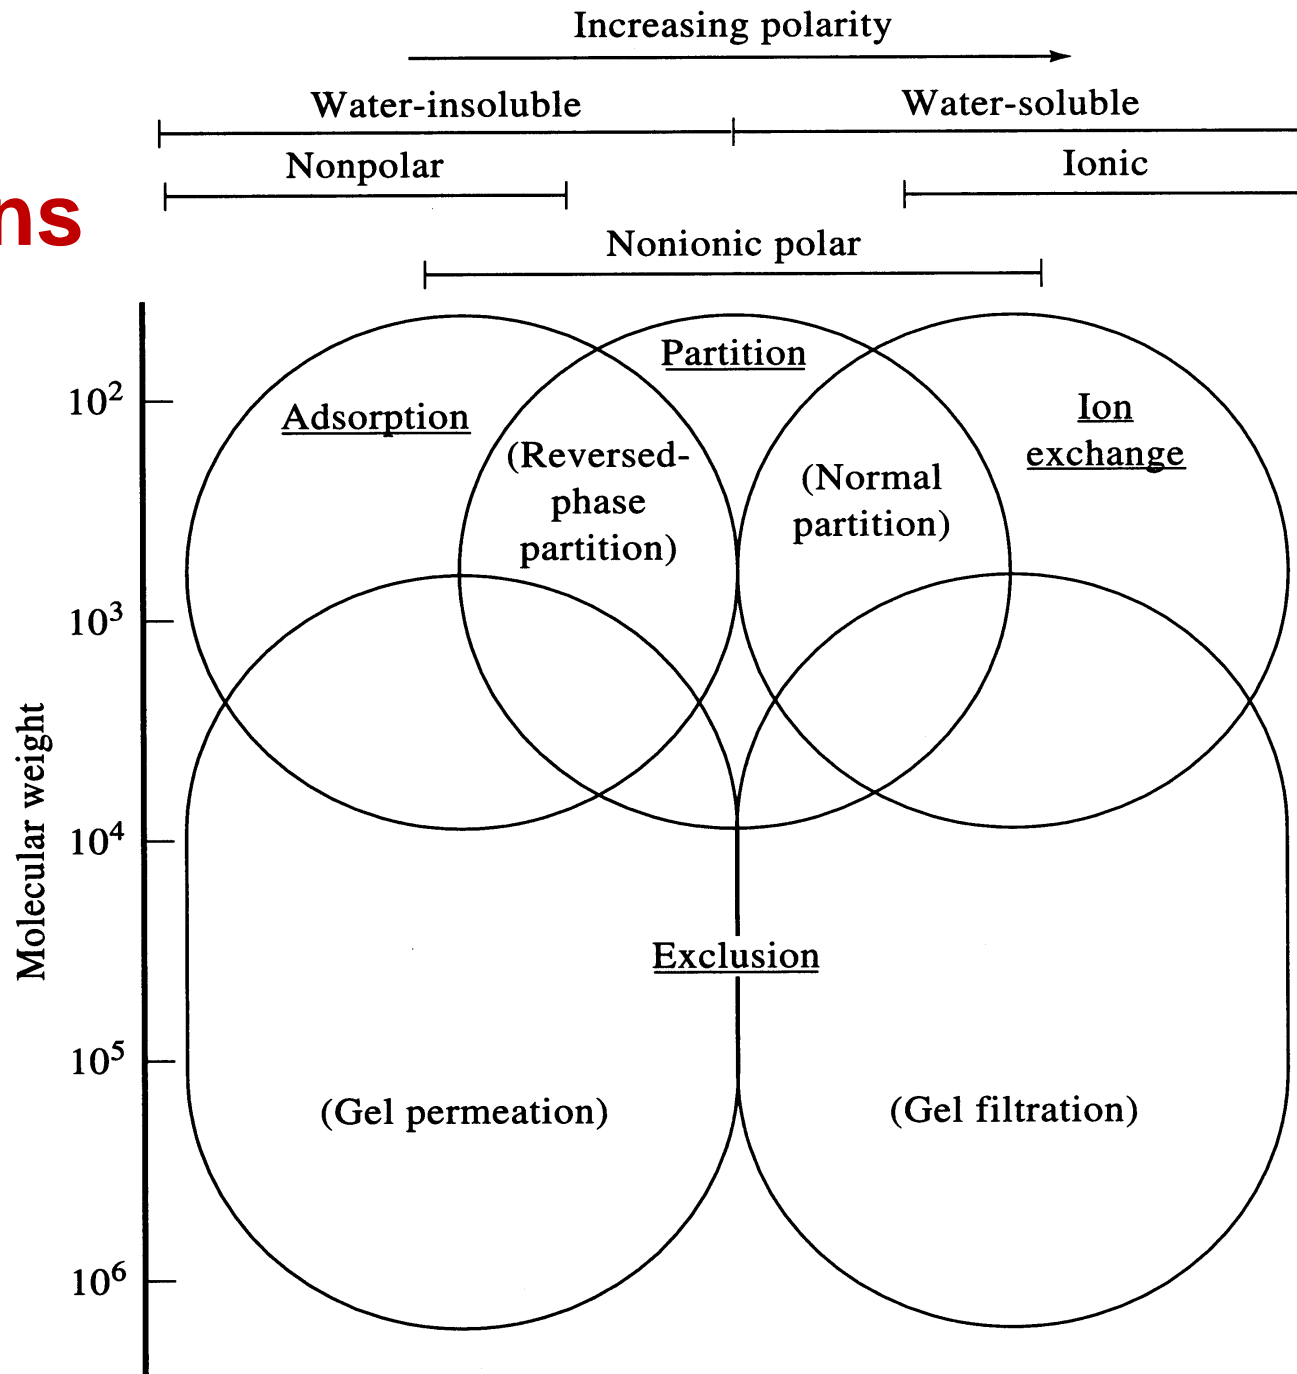 Increasing polarity
Water-insoluble
Water-soluble
Nonpolar
Ionic
ns
Nonionic polar
Partition
10²
Adsorption
Ion
exchange
(Reversed-
phase
partition)
(Normal
partition)
10³
Molecular weight
10⁴
Exclusion
10⁵
(Gel permeation)
(Gel filtration)
10⁶